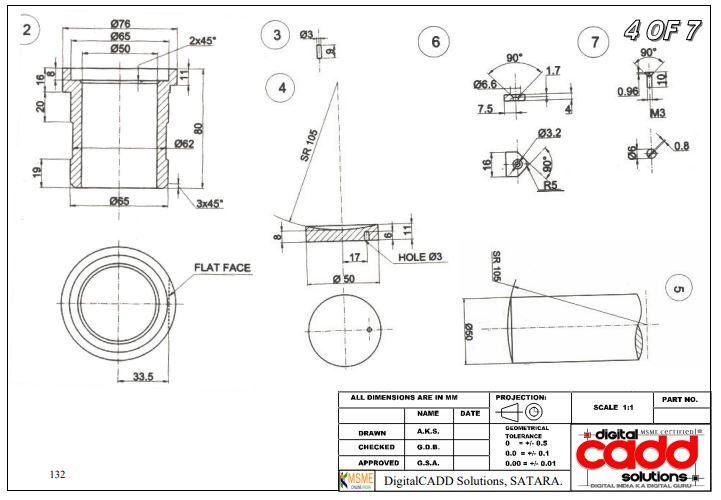 4 OF 7
2
Ø76
Ø65
Ø50
2x45°
16
8
11
20
80
Ø62
19
3x45°
Ø65
FLAT FACE
33.5
3
Ø3
9
4
SR 105
8
6
11
17
HOLE Ø3
Ø 50
6
90°
Ø6.6
1.7
7.5
4
Ø3.2
16
90°
R5
7
90°
0.96
10
M3
Ø6
0.8
5
SR 105
Ø50
ALL DIMENSIONS ARE IN MM
PROJECTION:
SCALE 1:1
PART NO.
NAME
DATE
DRAWN
A.K.S.
CHECKED
G.D.B.
APPROVED
G.S.A.
GEOMETRICAL
TOLERANCE
0 = +/- 0.5
0.0 = +/- 0.1
0.00 = +/- 0.01
digital
MSME certified
®
cadd
solutions
DIGITAL INDIA KA DIGITAL GURU
MSME
ONLINE INDIA
DigitalCADD Solutions, SATARA.
132